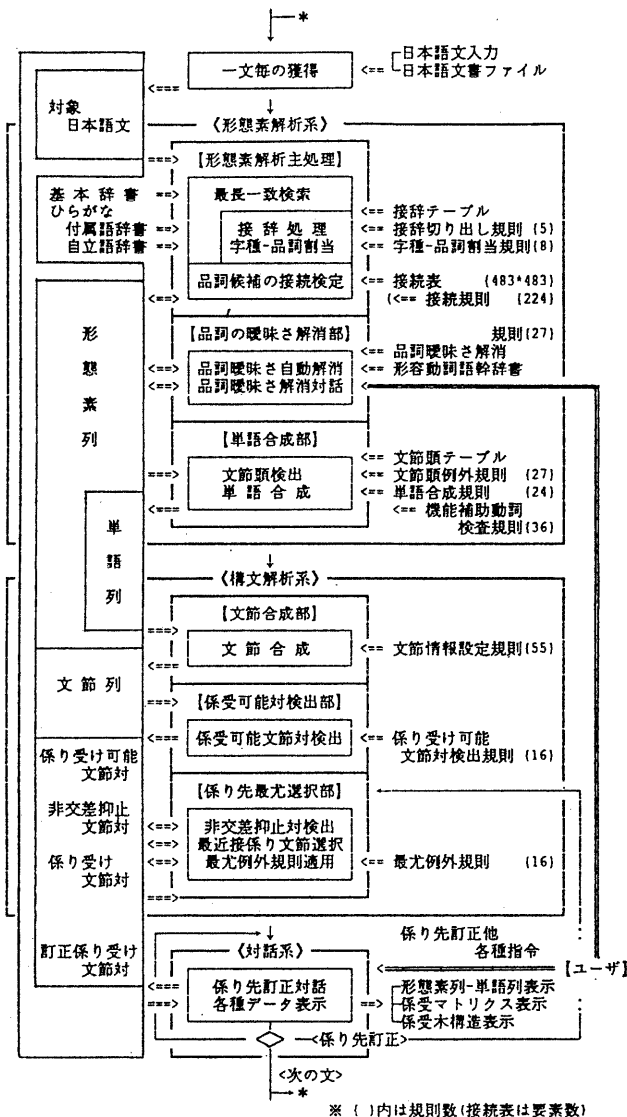 *
一文毎の獲得
<== 日本語文入力
日本語文書ファイル
<===
対象
日本語文
《形態素解析系》
===>
【形態素解析主処理】
基本辞書 ==>
ひらがな
付属語辞書 ==>
自立語辞書 ==>
最長一致検索
<== 接辞テーブル
接辞処理 <== 接辞切り出し規則 (5)
字種-品詞割当 <== 字種-品詞割当規則(8)
品詞候補の接続検定 <== 接続表 (483*483)
<===> (<== 接続規則 (224)
形態素列
【品詞の曖昧さ解消部】 規則(27)
<== 品詞曖昧さ解消
<===> 品詞曖昧さ自動解消 <== 形容動詞語幹辞書
<===> 品詞曖昧さ解消対話
【単語合成部】
<== 文節頭テーブル
===> 文節頭検出 <== 文節頭例外規則 (27)
単語合成 <== 単語合成規則 (24)
<=== <== 機能補助動詞
検査規則(36)
単語列
《構文解析系》
【文節合成部】
===>
文節合成 <== 文節情報設定規則(55)
<===
文節列
===> 【係受可能対検出部】
<=== 係受可能文節対検出 <== 係り受け可能
文節対検出規則 (16)
係り受け可能
文節対
【係り先最尤選択部】
非交差抑止
文節対
<==> 非交差抑止対検出
<==> 最近接係り文節選択
係り受け
文節対
<==> 最尤例外規則適用 <== 最尤例外規則 (16)
===>
係り先訂正他
各種指令
訂正係り受け
文節対
《対話系》
【ユーザ】
<=== 係り先訂正対話
===> 各種データ表示 ==>
形態素列-単語列表示
係受マトリクス表示
係受木構造表示
<係り先訂正>
<次の文>
*
※ ( )内は規則数(接続表は要素数)